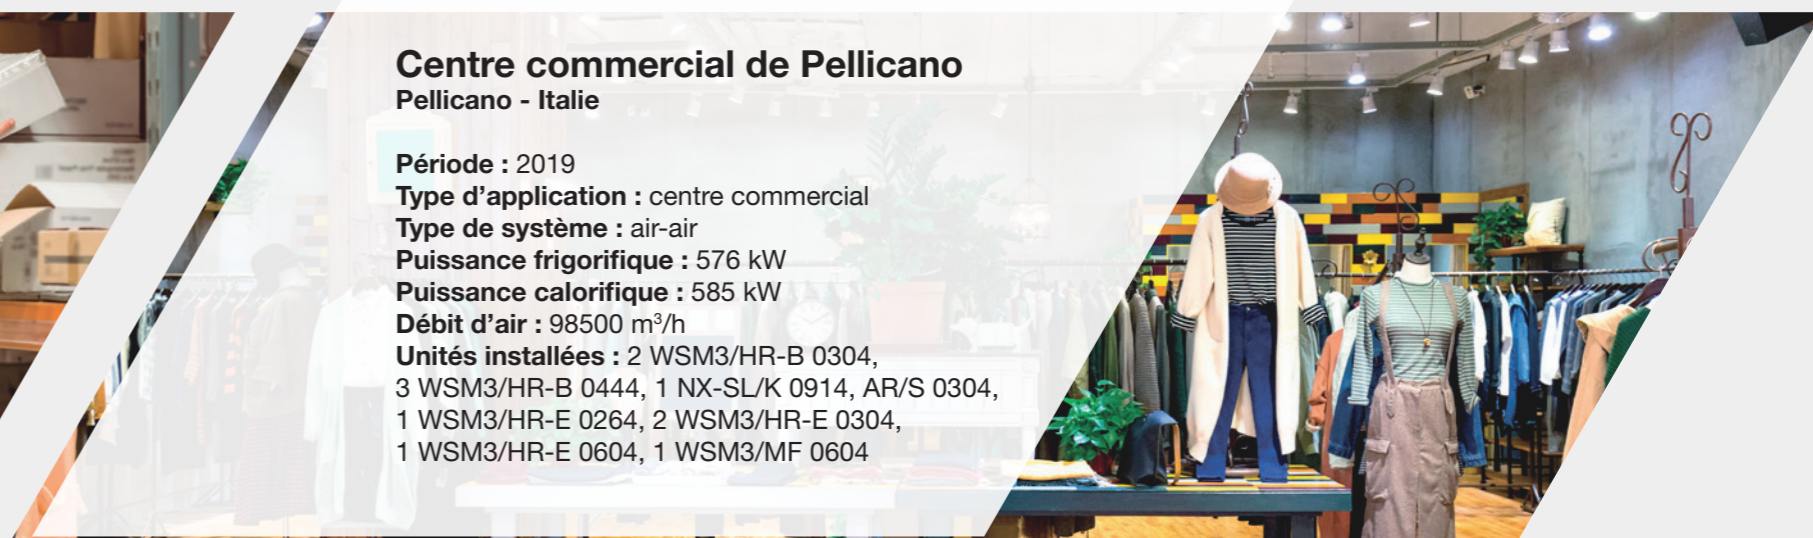 Centre commercial de Pellicano
Pellicano - Italie
Période : 2019
Type d’application : centre commercial
Type de système : air-air
Puissance frigorifique : 576 kW
Puissance calorifique : 585 kW
Débit d’air : 98500 m³/h
Unités installées : 2 WSM3/HR-B 0304,
3 WSM3/HR-B 0444, 1 NX-SL/K 0914, AR/S 0304,
1 WSM3/HR-E 0264, 2 WSM3/HR-E 0304,
1 WSM3/HR-E 0604, 1 WSM3/MF 0604